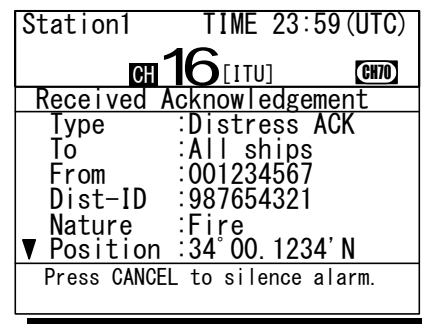 Station1 TIME 23:59(UTC)
CH 16 [ITU] CH70
Received Acknowledgement
Type :Distress ACK
To :All ships
From :001234567
Dist-ID :987654321
Nature :Fire
▼ Position :34°00.1234'N
Press CANCEL to silence alarm.